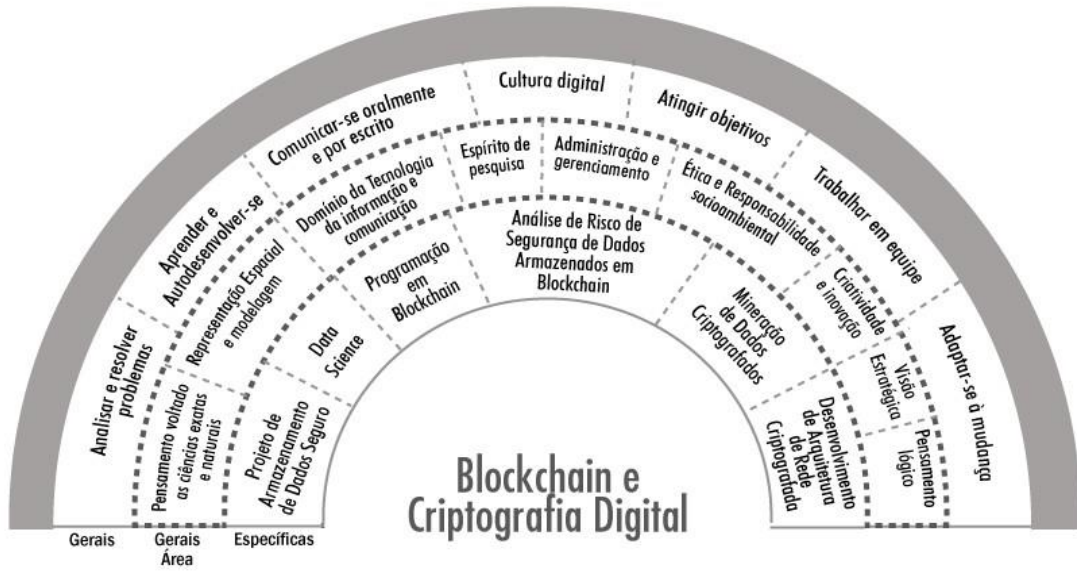 Analisar e resolver
problemas
Aprender e
Autodesenvolver-se
Comunicar-se oralmente
e por escrito
Cultura digital
Atingir objetivos
Trabalhar em equipe
Adaptar-se à mudança
Pensamento voltado
as ciências exatas
e naturais
Representação Espacial
e modelagem
Domínio da Tecnologia
da informação e
comunicação
Espírito de
pesquisa
Administração e
gerenciamento
Ética e Responsabilidade
socioambiental
Criatividade
e inovação
Visão
Estratégica
Pensamento
lógico
Projeto de
Armazenamento
de Dados Seguro
Data
Sciente
Programação
em
Blockchain
Análise de Risco de
Segurança de Dados
Armazenados em
Blockchain
Mineração
de Dados
Criptografados
Desenvolvimento
de Arquitetura
de Rede
Criptografada
Blockchain e
Criptografia Digital
Gerais
Gerais
Área
Específicas